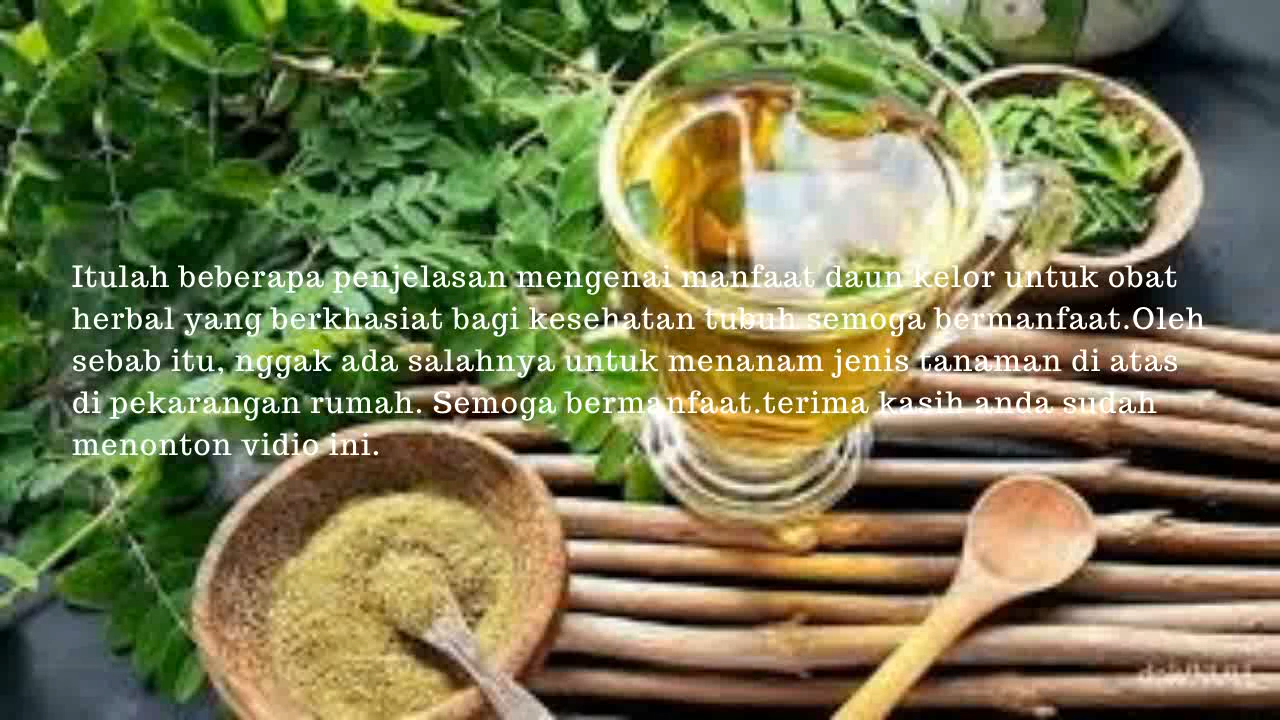 Itulah beberapa penjelasan mengenai manfaat daun kelor untuk obat
herbal yang berkhasiat bagi kesehatan tubuh semoga bermanfaat.Oleh
sebab itu, nggak ada salahnya untuk menanam jenis tanaman di atas
di pekarangan rumah. Semoga bermanfaat.terima kasih anda sudah
menonton vidio ini.